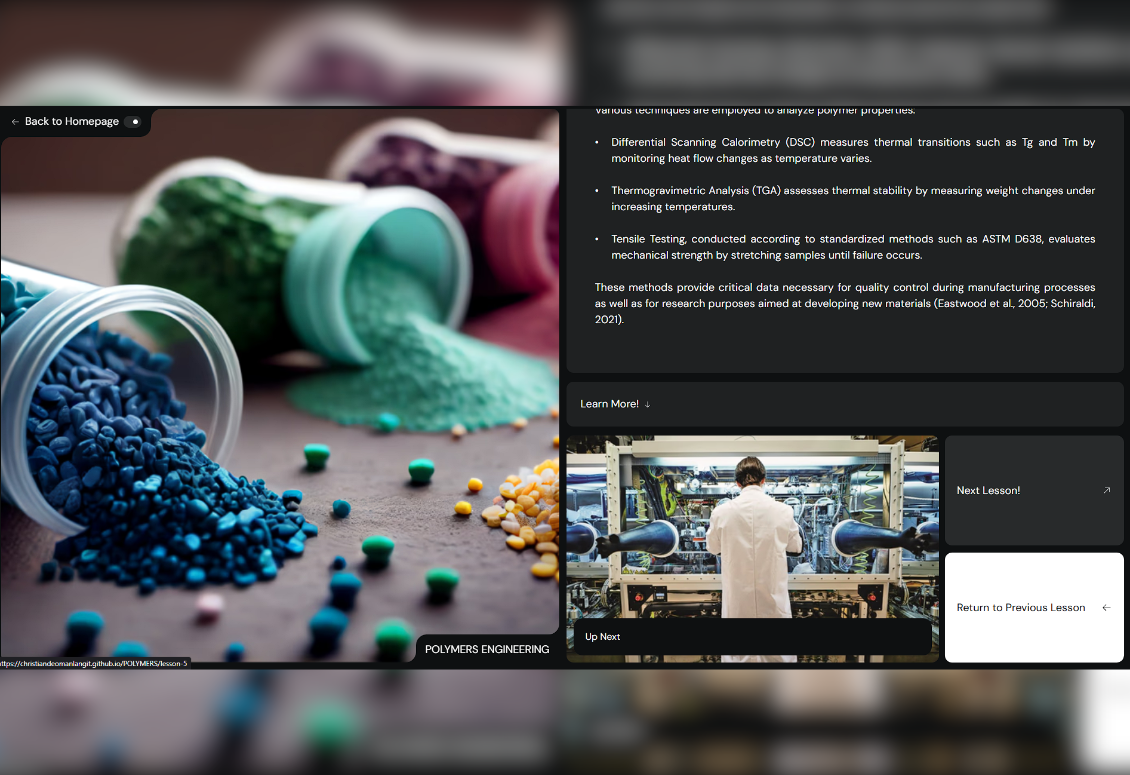 ← Back to Homepage
various techniques are employed to analyze polymer properties.
• Differential Scanning Calorimetry (DSC) measures thermal transitions such as Tg and Tm by
monitoring heat flow changes as temperature varies.
• Thermogravimetric Analysis (TGA) assesses thermal stability by measuring weight changes under
increasing temperatures.
• Tensile Testing, conducted according to standardized methods such as ASTM D638, evaluates
mechanical strength by stretching samples until failure occurs.
These methods provide critical data necessary for quality control during manufacturing processes
as well as for research purposes aimed at developing new materials (Eastwood et al., 2005; Schiraldi,
2021).
Learn More! ↓
Next Lesson! ↗
Return to Previous Lesson ←
Up Next
POLYMERS ENGINEERING
https://christiandeomanlangit.github.io/POLYMERS/lesson-5